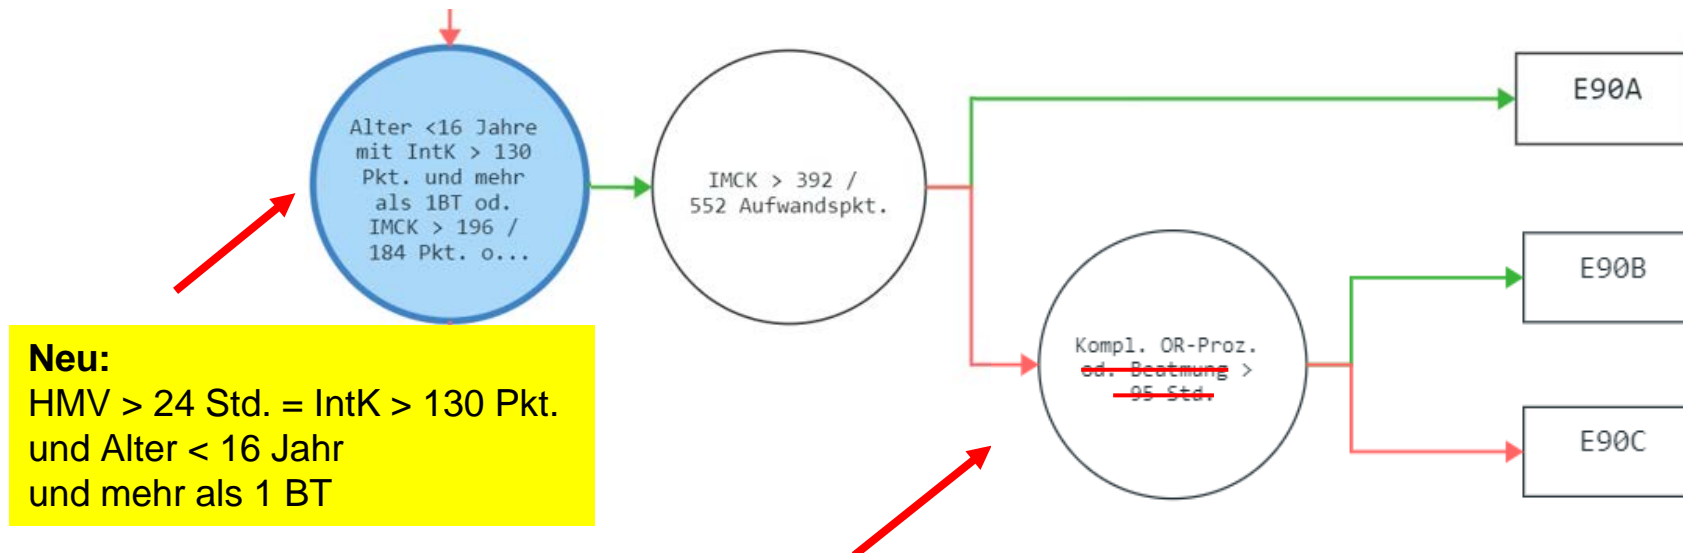 Alter <16 Jahre
mit IntK > 130
Pkt. und mehr
als 1BT od.
IMCK > 196 /
184 Pkt. o...
IMCK > 392 /
552 Aufwandspkt.
E90A
E90B
Kompl. OR-Proz.
od. Beatmung >
95 Std.
E90C
Neu:
HMV > 24 Std. = IntK > 130 Pkt.
und Alter < 16 Jahr
und mehr als 1 BT